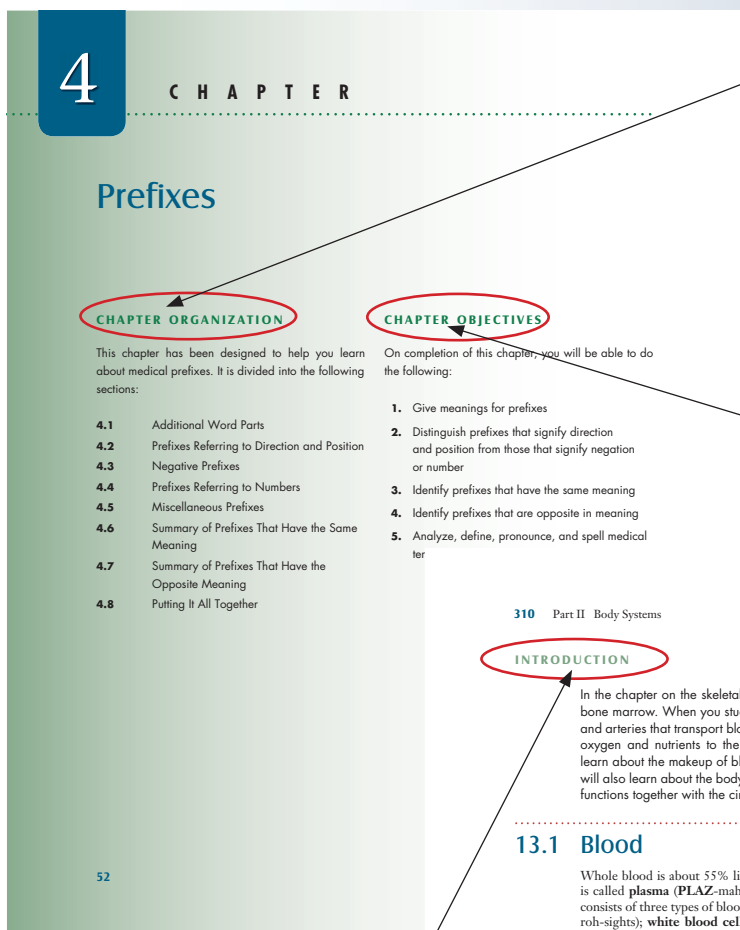 4
CHAPTER
Prefixes
CHAPTER ORGANIZATION
This chapter has been designed to help you learn
about medical prefixes. It is divided into the following
sections:
4.1 Additional Word Parts
4.2 Prefixes Referring to Direction and Position
4.3 Negative Prefixes
4.4 Prefixes Referring to Numbers
4.5 Miscellaneous Prefixes
4.6 Summary of Prefixes That Have the Same
Meaning
4.7 Summary of Prefixes That Have the
Opposite Meaning
4.8 Putting It All Together
52
CHAPTER OBJECTIVES
On completion of this chapter, you will be able to do
the following:
1. Give meanings for prefixes
2. Distinguish prefixes that signify direction
and position from those that signify negation
or number
3. Identify prefixes that have the same meaning
4. Identify prefixes that are opposite in meaning
5. Analyze, define, pronounce, and spell medical
ter
310 Part II Body Systems
INTRODUCTION
In the chapter on the skeletal
bone marrow. When you stu
and arteries that transport blo
oxygen and nutrients to the
learn about the makeup of bl
will also learn about the body
functions together with the cir
13.1 Blood
Whole blood is about 55% li
is called plasma (PLAZ-mah
consists of three types of bloo
roh-sights); white blood cell